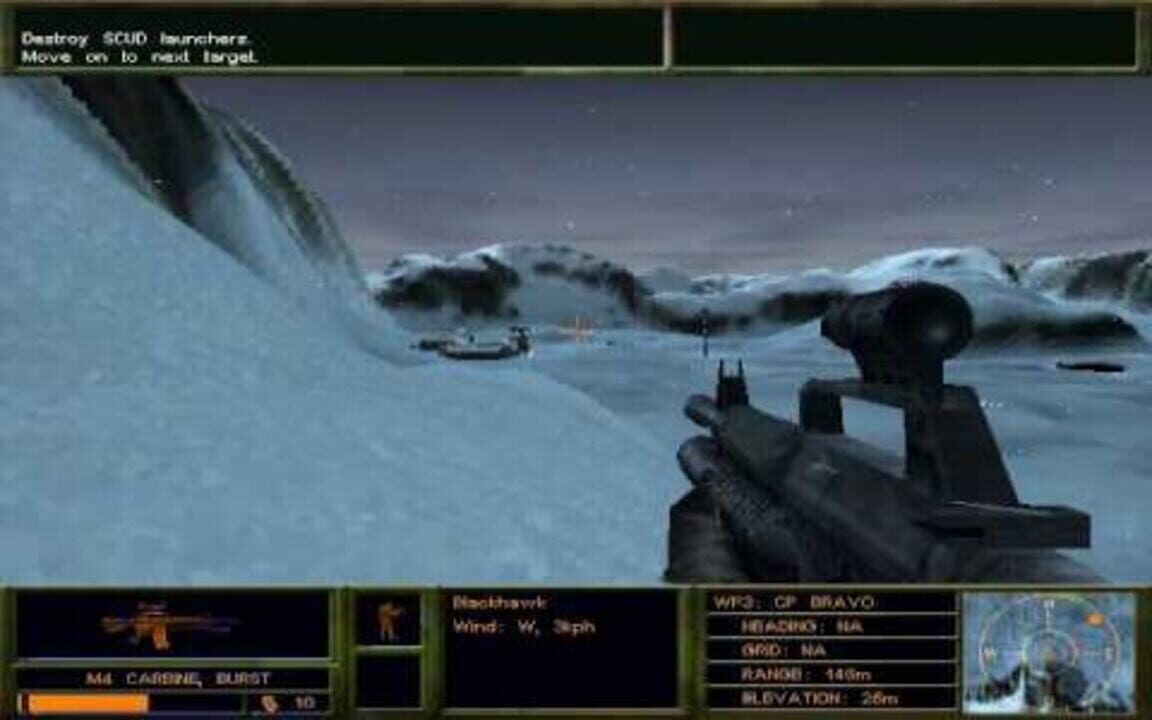 Destroy SCUD launchers.
Move on to next target.
Blackhawk
Wind: W, 3kph
M4 CARBINE, BURST
10
WP3: CP BRAVO
HEADING: NA
GRID: NA
RANGE: 146m
ELEVATION: 26m
W
E